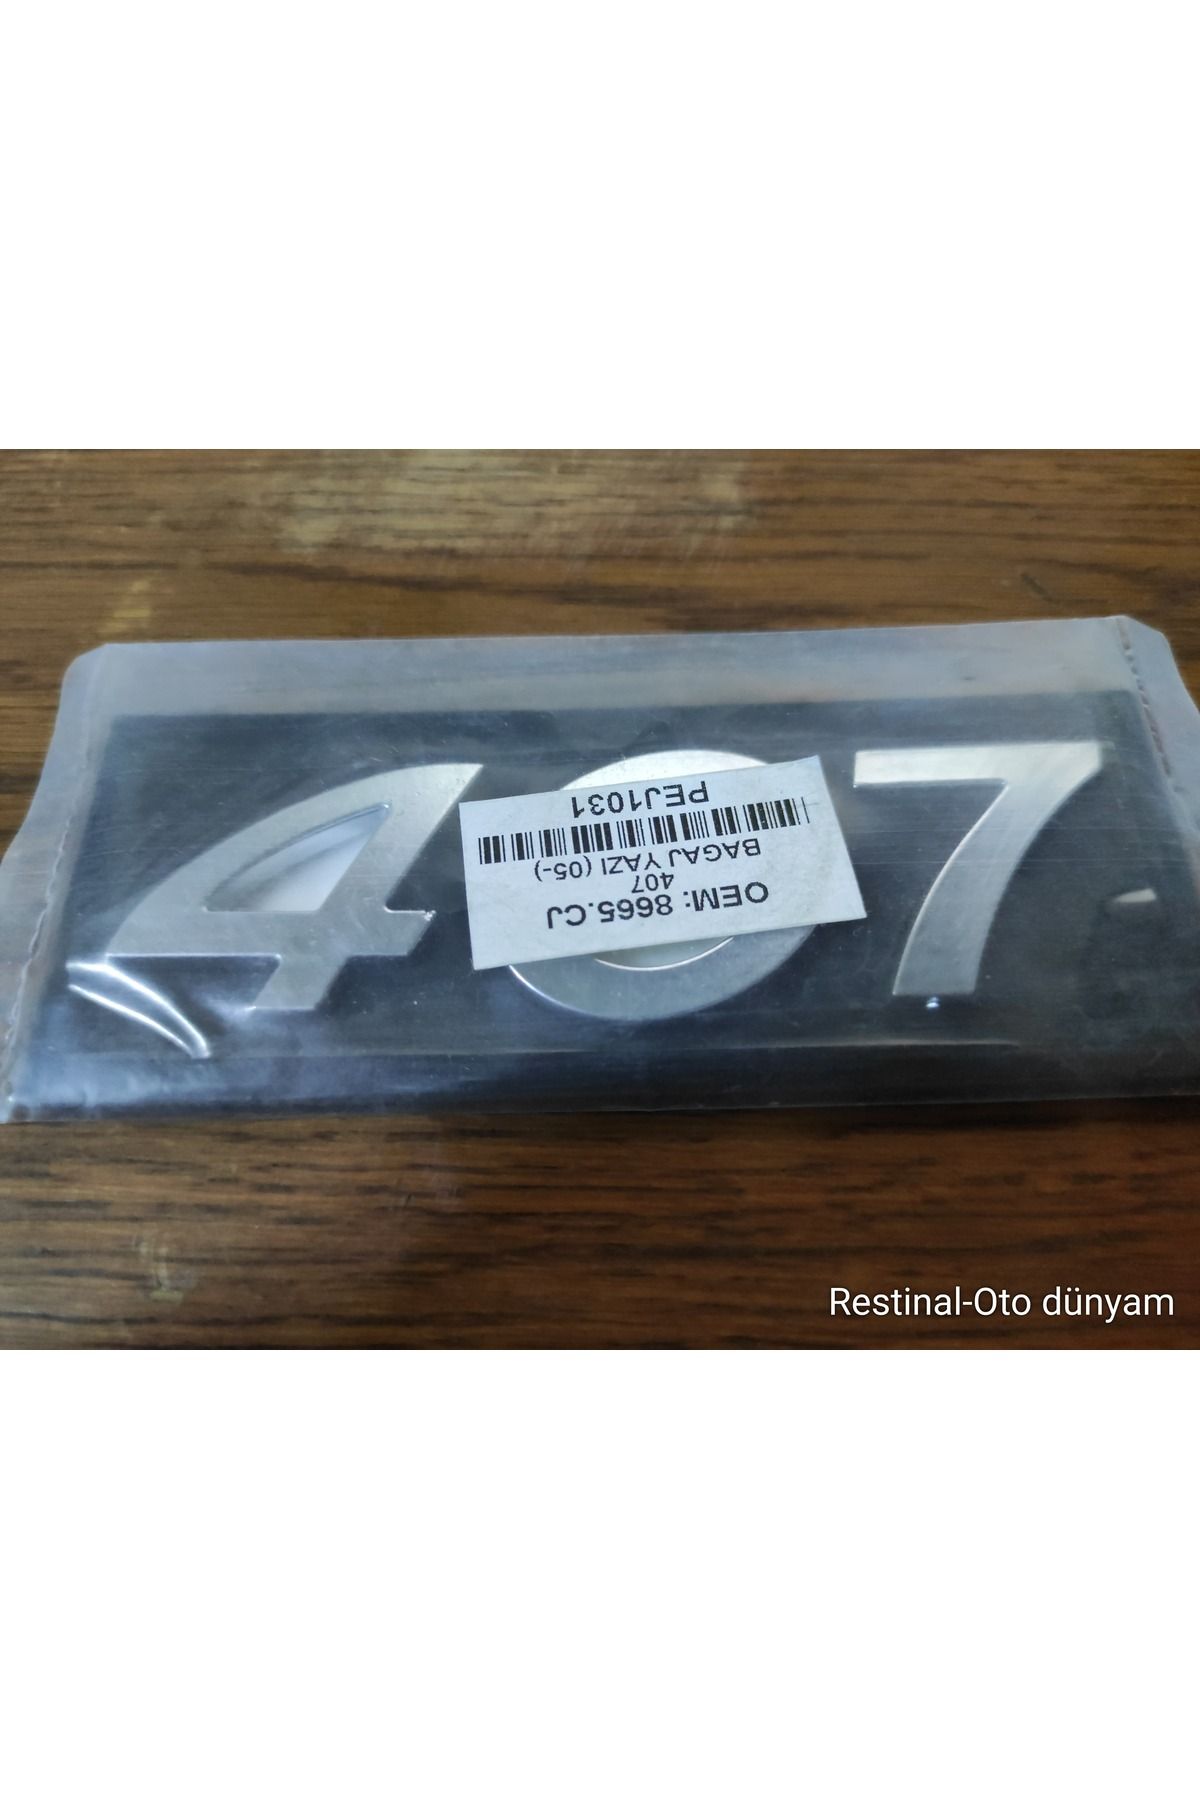 407
OEM: 8665.CJ
407
BAGAJ YAZI (05-)
PEJ1031
Restinal-Oto dünyam